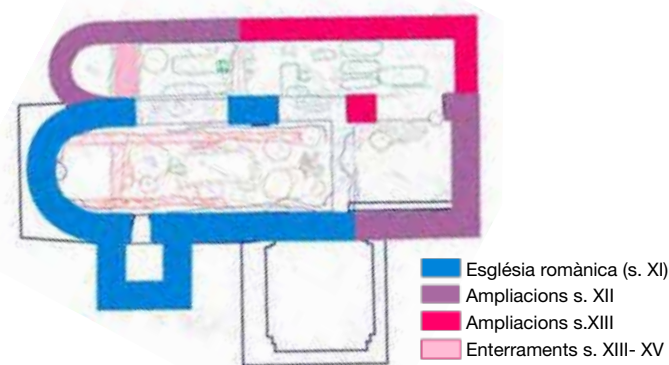 Església romànica (s. XI)
Ampliacions s. XII
Ampliacions s.XIII
Enterraments s. XIII- XV